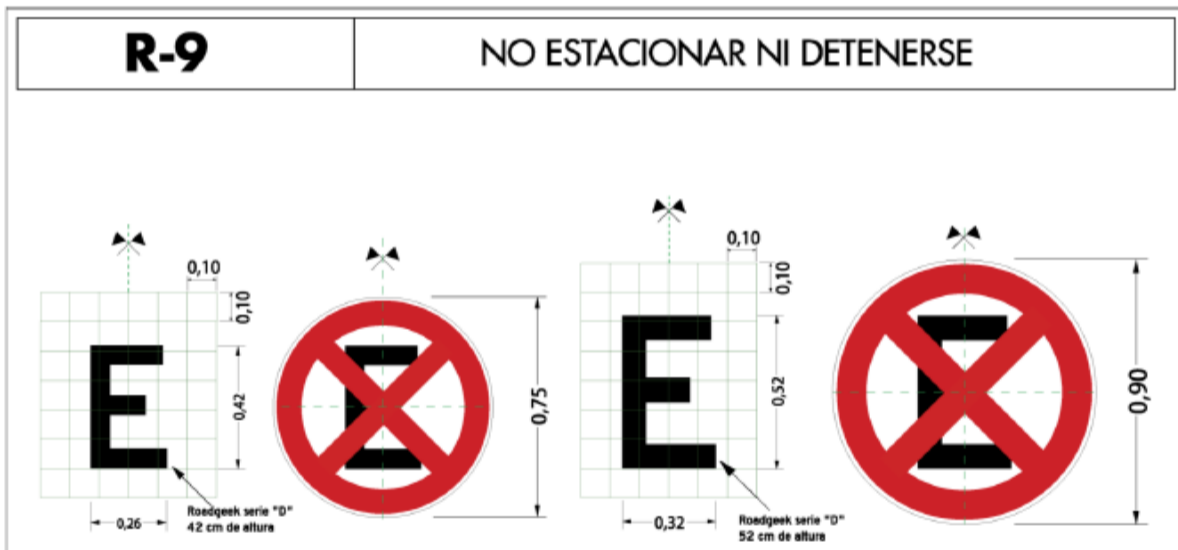 R-9
NO ESTACIONAR NI DETENERSE
0,10
0,10
E
0,42
0,26
Roadgeek serie "D"
42 cm de altura
E
0,75
0,10
0,10
E
0,52
0,32
Roadgeek serie "D"
52 cm de altura
E
0,90